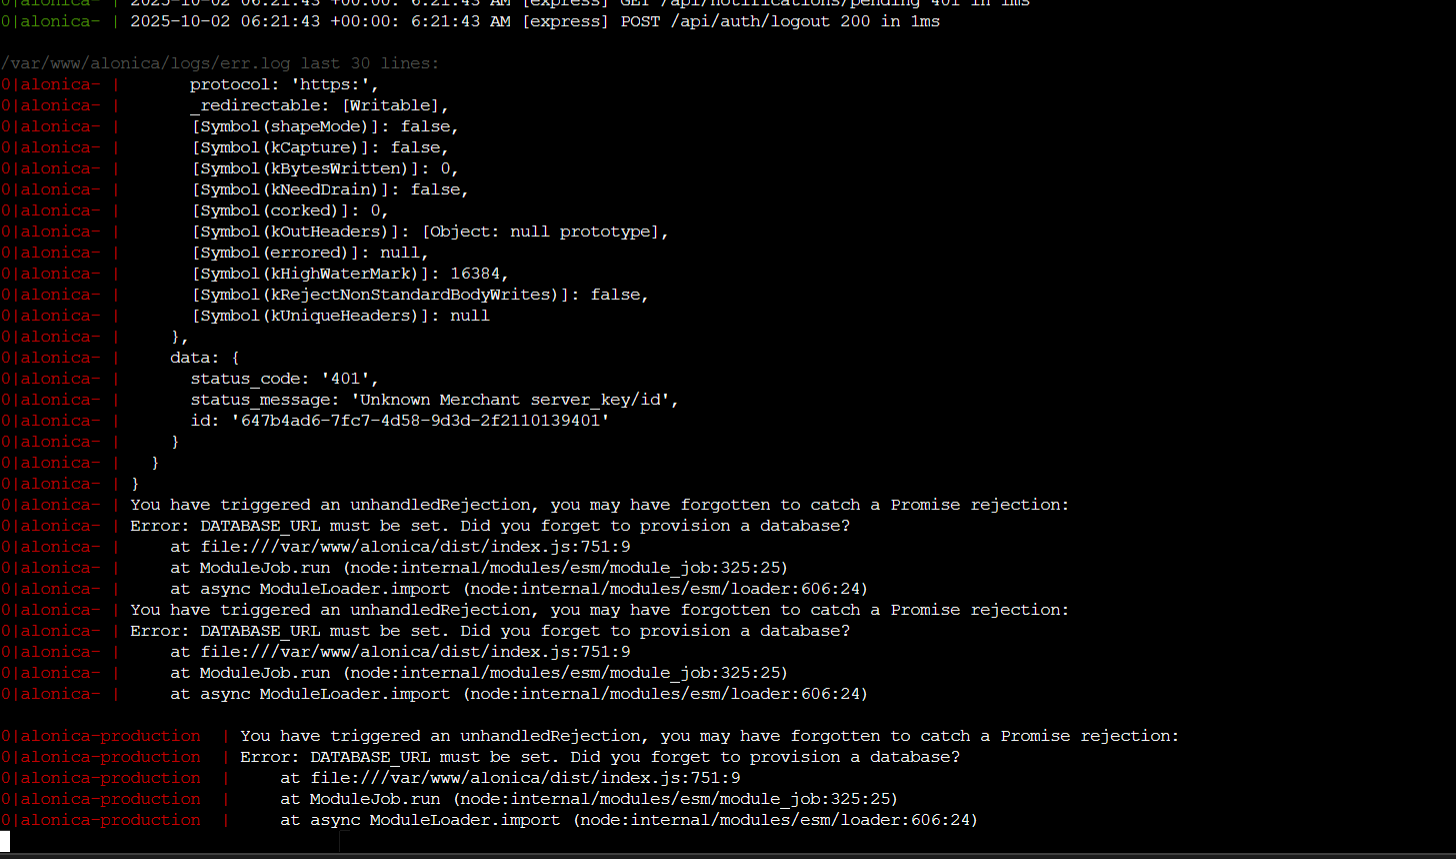 0|alonica- | 2025-10-02 06:21:43 +00:00: 6:21:43 AM [express] GET /api/notifications/pending 401 in 1ms
0|alonica- | 2025-10-02 06:21:43 +00:00: 6:21:43 AM [express] POST /api/auth/logout 200 in 1ms
/var/www/alonica/logs/err.log last 30 lines:
0|alonica- |       protocol: 'https:',
0|alonica- |       _redirectable: [Writable],
0|alonica- |       [Symbol(shapeMode)]: false,
0|alonica- |       [Symbol(kCapture)]: false,
0|alonica- |       [Symbol(kBytesWritten)]: 0,
0|alonica- |       [Symbol(kNeedDrain)]: false,
0|alonica- |       [Symbol(corked)]: 0,
0|alonica- |       [Symbol(kOutHeaders)]: [Object: null prototype],
0|alonica- |       [Symbol(errored)]: null,
0|alonica- |       [Symbol(kHighWaterMark)]: 16384,
0|alonica- |       [Symbol(kRejectNonStandardBodyWrites)]: false,
0|alonica- |       [Symbol(kUniqueHeaders)]: null
0|alonica- |     },
0|alonica- |     data: {
0|alonica- |       status_code: '401',
0|alonica- |       status_message: 'Unknown Merchant server_key/id',
0|alonica- |       id: '647b4ad6-7fc7-4d58-9d3d-2f2110139401'
0|alonica- |     }
0|alonica- |   }
0|alonica- | }
0|alonica- | You have triggered an unhandledRejection, you may have forgotten to catch a Promise rejection:
0|alonica- | Error: DATABASE_URL must be set. Did you forget to provision a database?
0|alonica- |     at file:///var/www/alonica/dist/index.js:751:9
0|alonica- |     at ModuleJob.run (node:internal/modules/esm/module_job:325:25)
0|alonica- |     at async ModuleLoader.import (node:internal/modules/esm/loader:606:24)
0|alonica- | You have triggered an unhandledRejection, you may have forgotten to catch a Promise rejection:
0|alonica- | Error: DATABASE_URL must be set. Did you forget to provision a database?
0|alonica- |     at file:///var/www/alonica/dist/index.js:751:9
0|alonica- |     at ModuleJob.run (node:internal/modules/esm/module_job:325:25)
0|alonica- |     at async ModuleLoader.import (node:internal/modules/esm/loader:606:24)
0|alonica-production  | You have triggered an unhandledRejection, you may have forgotten to catch a Promise rejection:
0|alonica-production  | Error: DATABASE_URL must be set. Did you forget to provision a database?
0|alonica-production  |     at file:///var/www/alonica/dist/index.js:751:9
0|alonica-production  |     at ModuleJob.run (node:internal/modules/esm/module_job:325:25)
0|alonica-production  |     at async ModuleLoader.import (node:internal/modules/esm/loader:606:24)